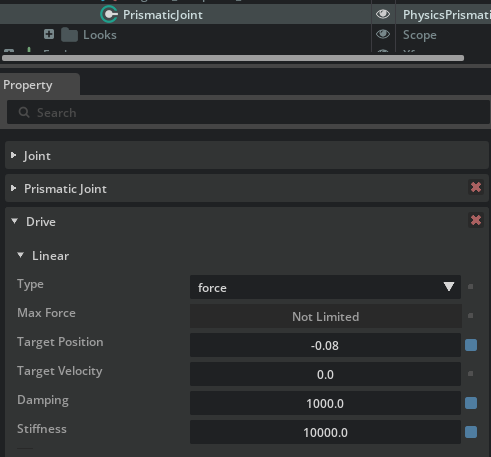 PrismaticJoint PhysicsPrismati
Looks Scope
Property
Search
Joint
Prismatic Joint
Drive
Linear
Type force
Max Force Not Limited
Target Position -0.08
Target Velocity 0.0
Damping 1000.0
Stiffness 10000.0